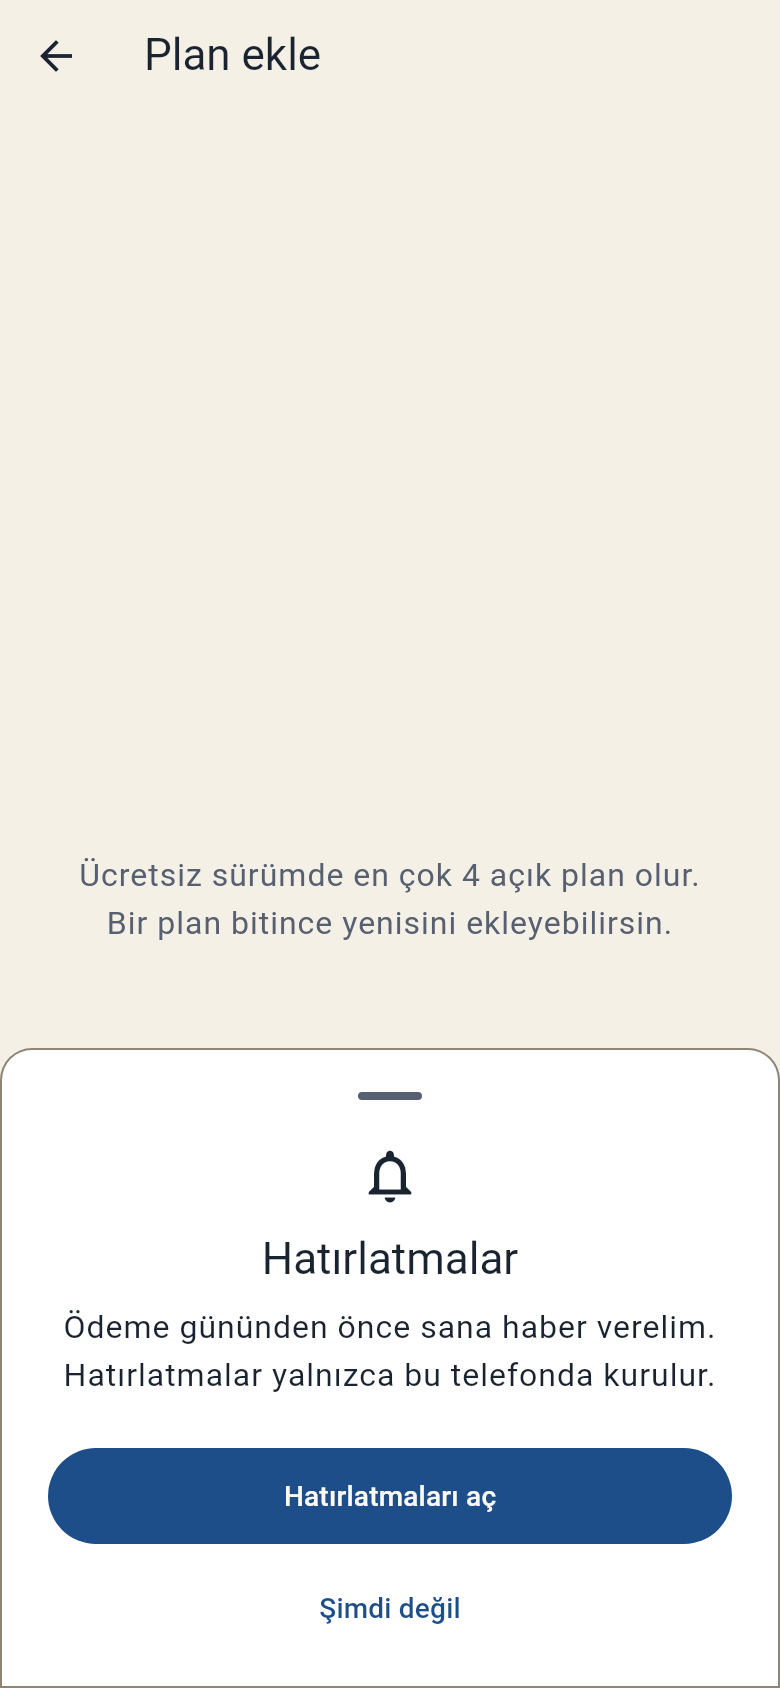 Plan ekle
Ücretsiz sürümde en çok 4 açık plan olur.
Bir plan bitince yenisini ekleyebilirsin.
Hatırlatmalar
Ödeme gününden önce sana haber verelim.
Hatırlatmalar yalnızca bu telefonda kurulur.
Hatırlatmaları aç
Şimdi değil